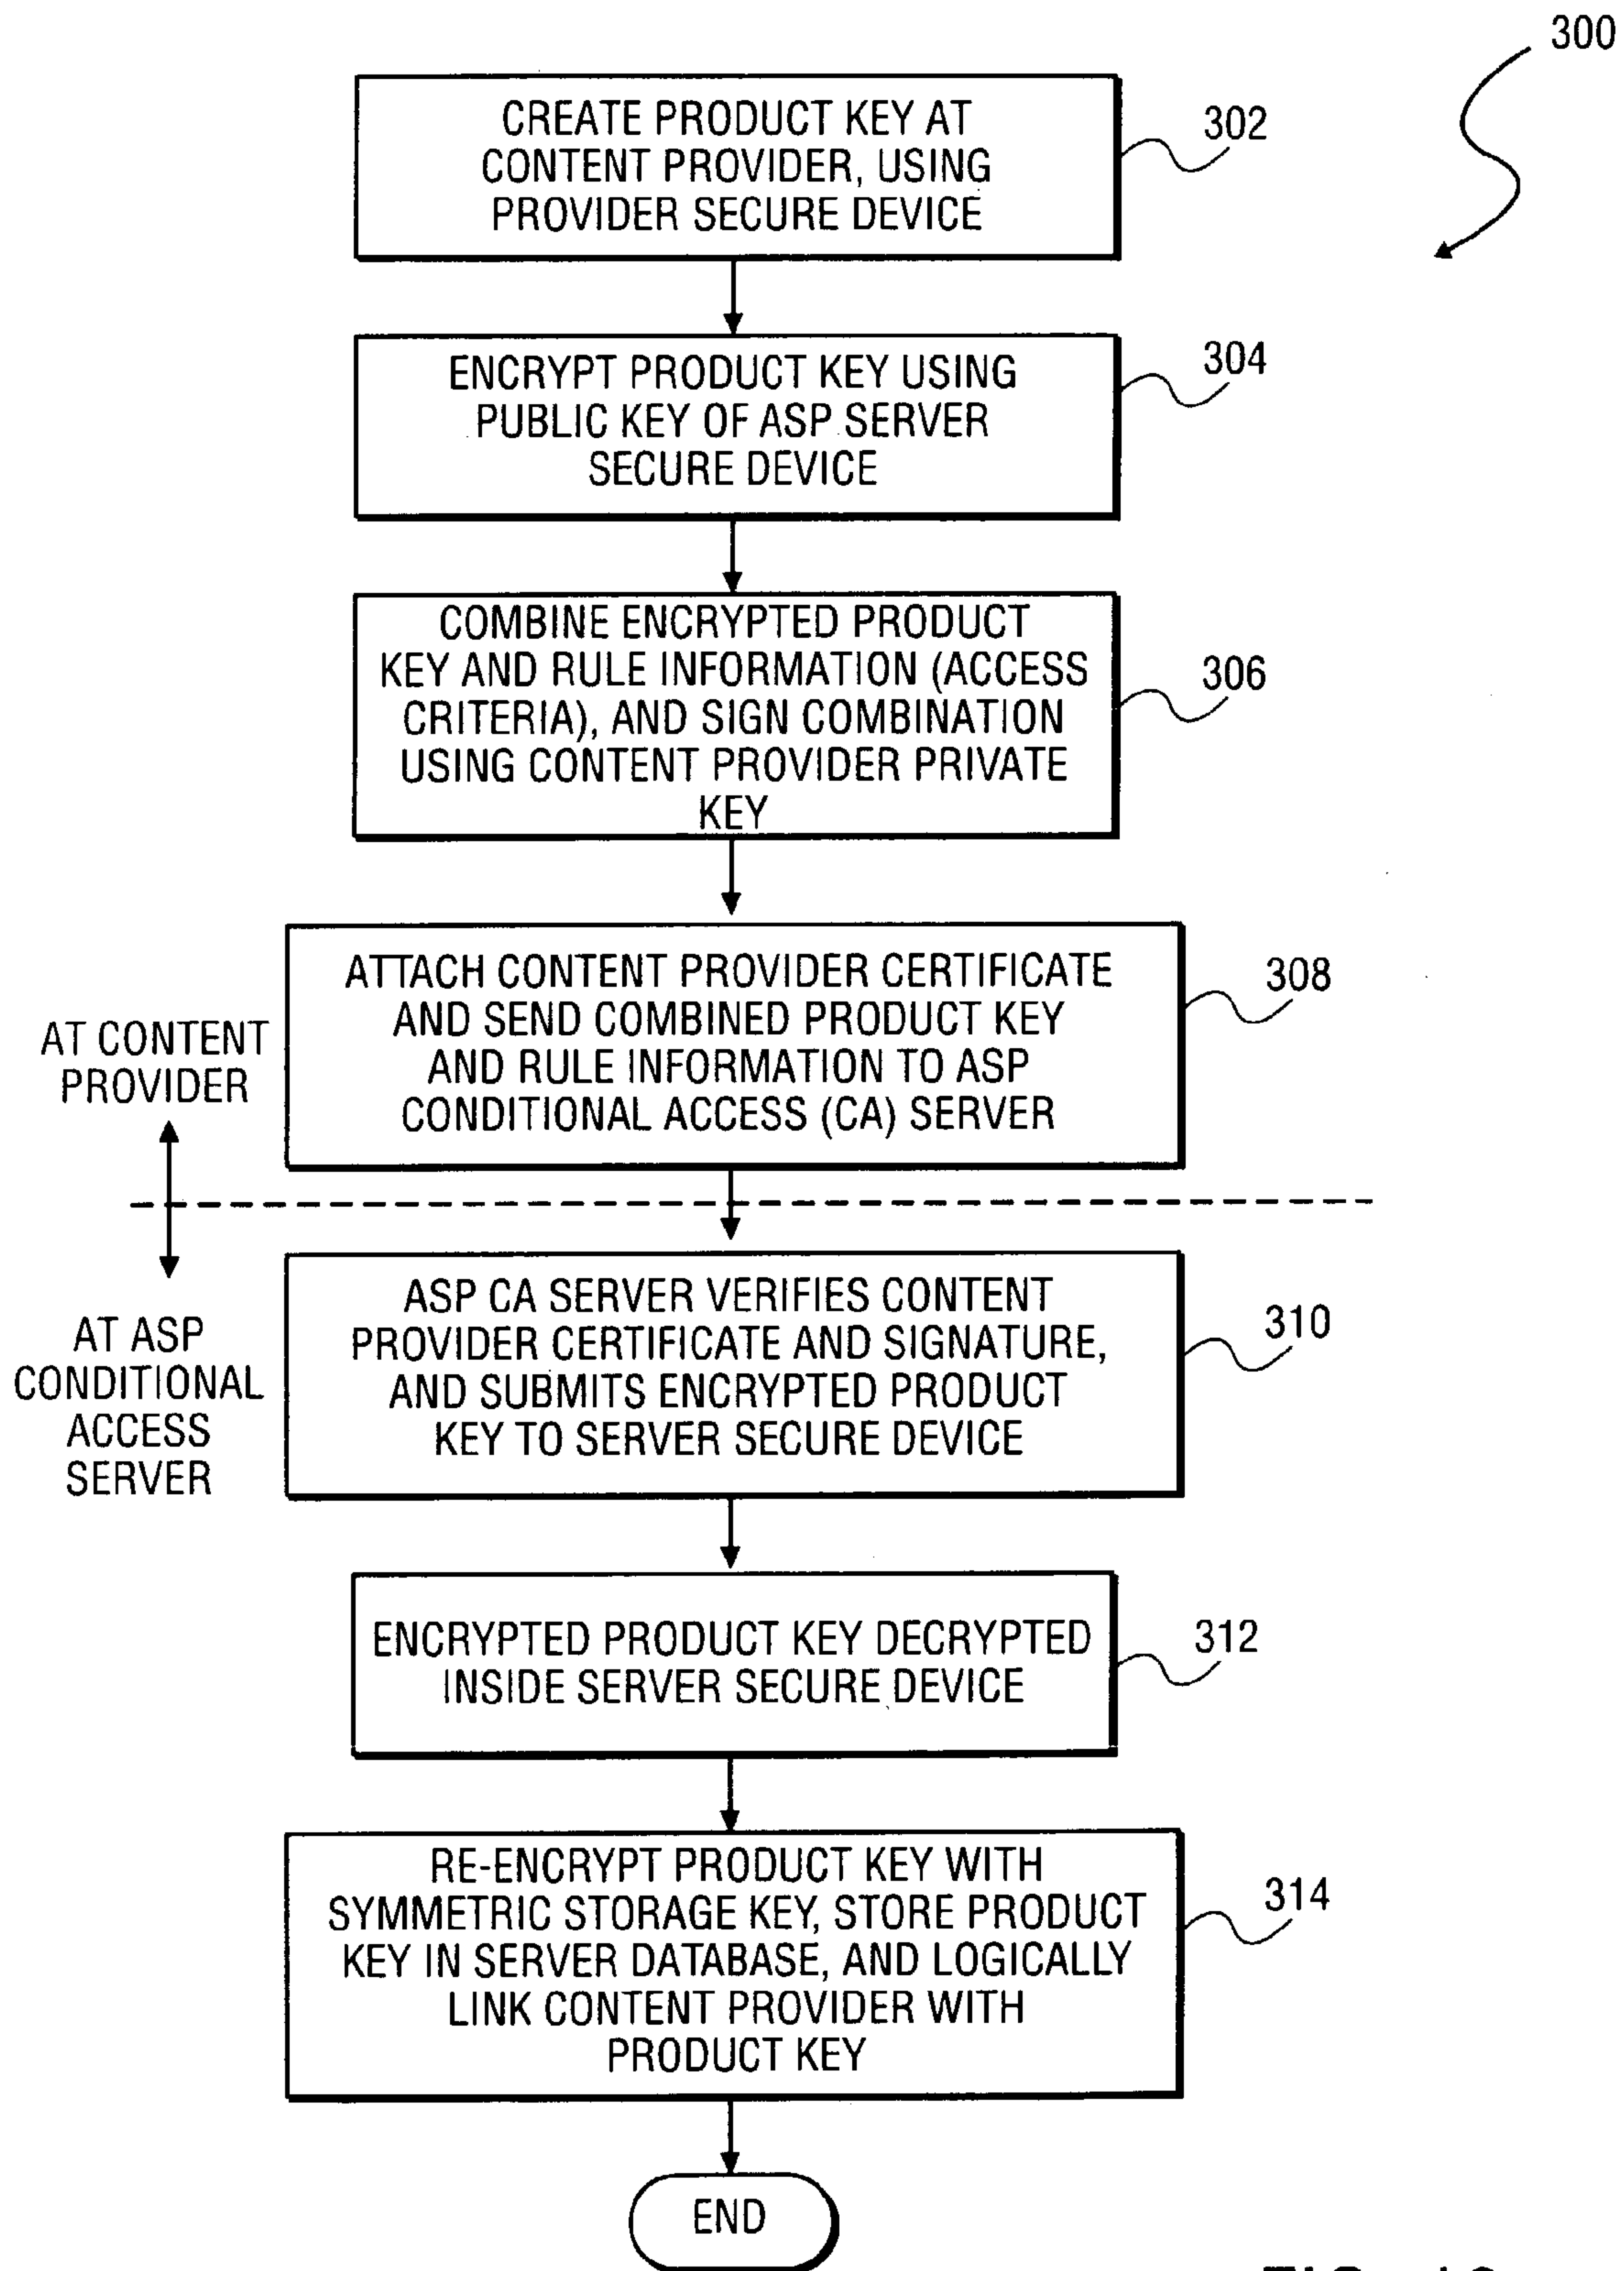 300
CREATE PRODUCT KEY AT
CONTENT PROVIDER, USING
PROVIDER SECURE DEVICE
302
ENCRYPT PRODUCT KEY USING
PUBLIC KEY OF ASP SERVER
SECURE DEVICE
304
COMBINE ENCRYPTED PRODUCT
KEY AND RULE INFORMATION (ACCESS
CRITERIA), AND SIGN COMBINATION
USING CONTENT PROVIDER PRIVATE
KEY
306
ATTACH CONTENT PROVIDER CERTIFICATE
AND SEND COMBINED PRODUCT KEY
AND RULE INFORMATION TO ASP
CONDITIONAL ACCESS (CA) SERVER
308
AT CONTENT
PROVIDER
AT ASP
CONDITIONAL
ACCESS
SERVER
ASP CA SERVER VERIFIES CONTENT
PROVIDER CERTIFICATE AND SIGNATURE,
AND SUBMITS ENCRYPTED PRODUCT
KEY TO SERVER SECURE DEVICE
310
ENCRYPTED PRODUCT KEY DECRYPTED
INSIDE SERVER SECURE DEVICE
312
RE-ENCRYPT PRODUCT KEY WITH
SYMMETRIC STORAGE KEY, STORE PRODUCT
KEY IN SERVER DATABASE, AND LOGICALLY
LINK CONTENT PROVIDER WITH
PRODUCT KEY
314
END